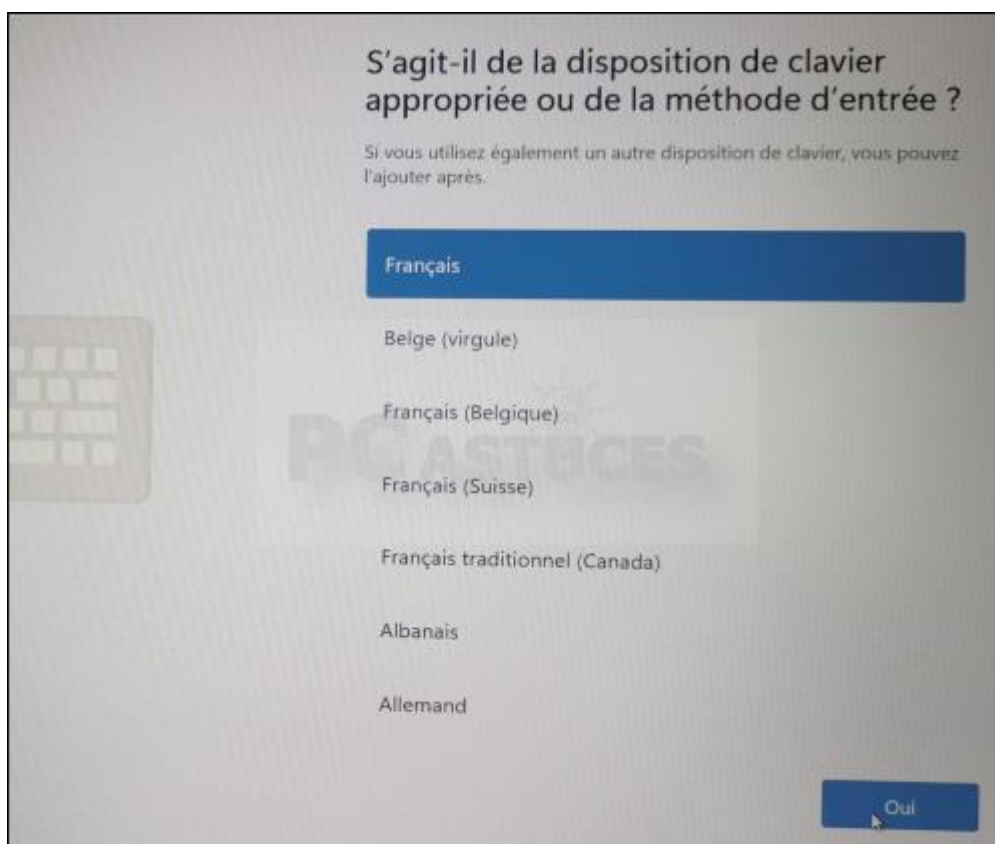 S'agit-il de la disposition de clavier
appropriée ou de la méthode d'entrée ?
Si vous utilisez également un autre disposition de clavier, vous pouvez
l'ajouter après.
Français
Belge (virgule)
Français (Belgique)
PC ASTUCES
Français (Suisse)
Français traditionnel (Canada)
Albanais
Allemand
Oui